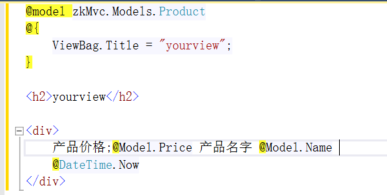 @model zkMvc.Models.Product
@{
    ViewBag.Title = "yourview";
}
<h2>yourview</h2>
<div>
    产品价格;@Model.Price 产品名字 @Model.Name
    @DateTime.Now
</div>